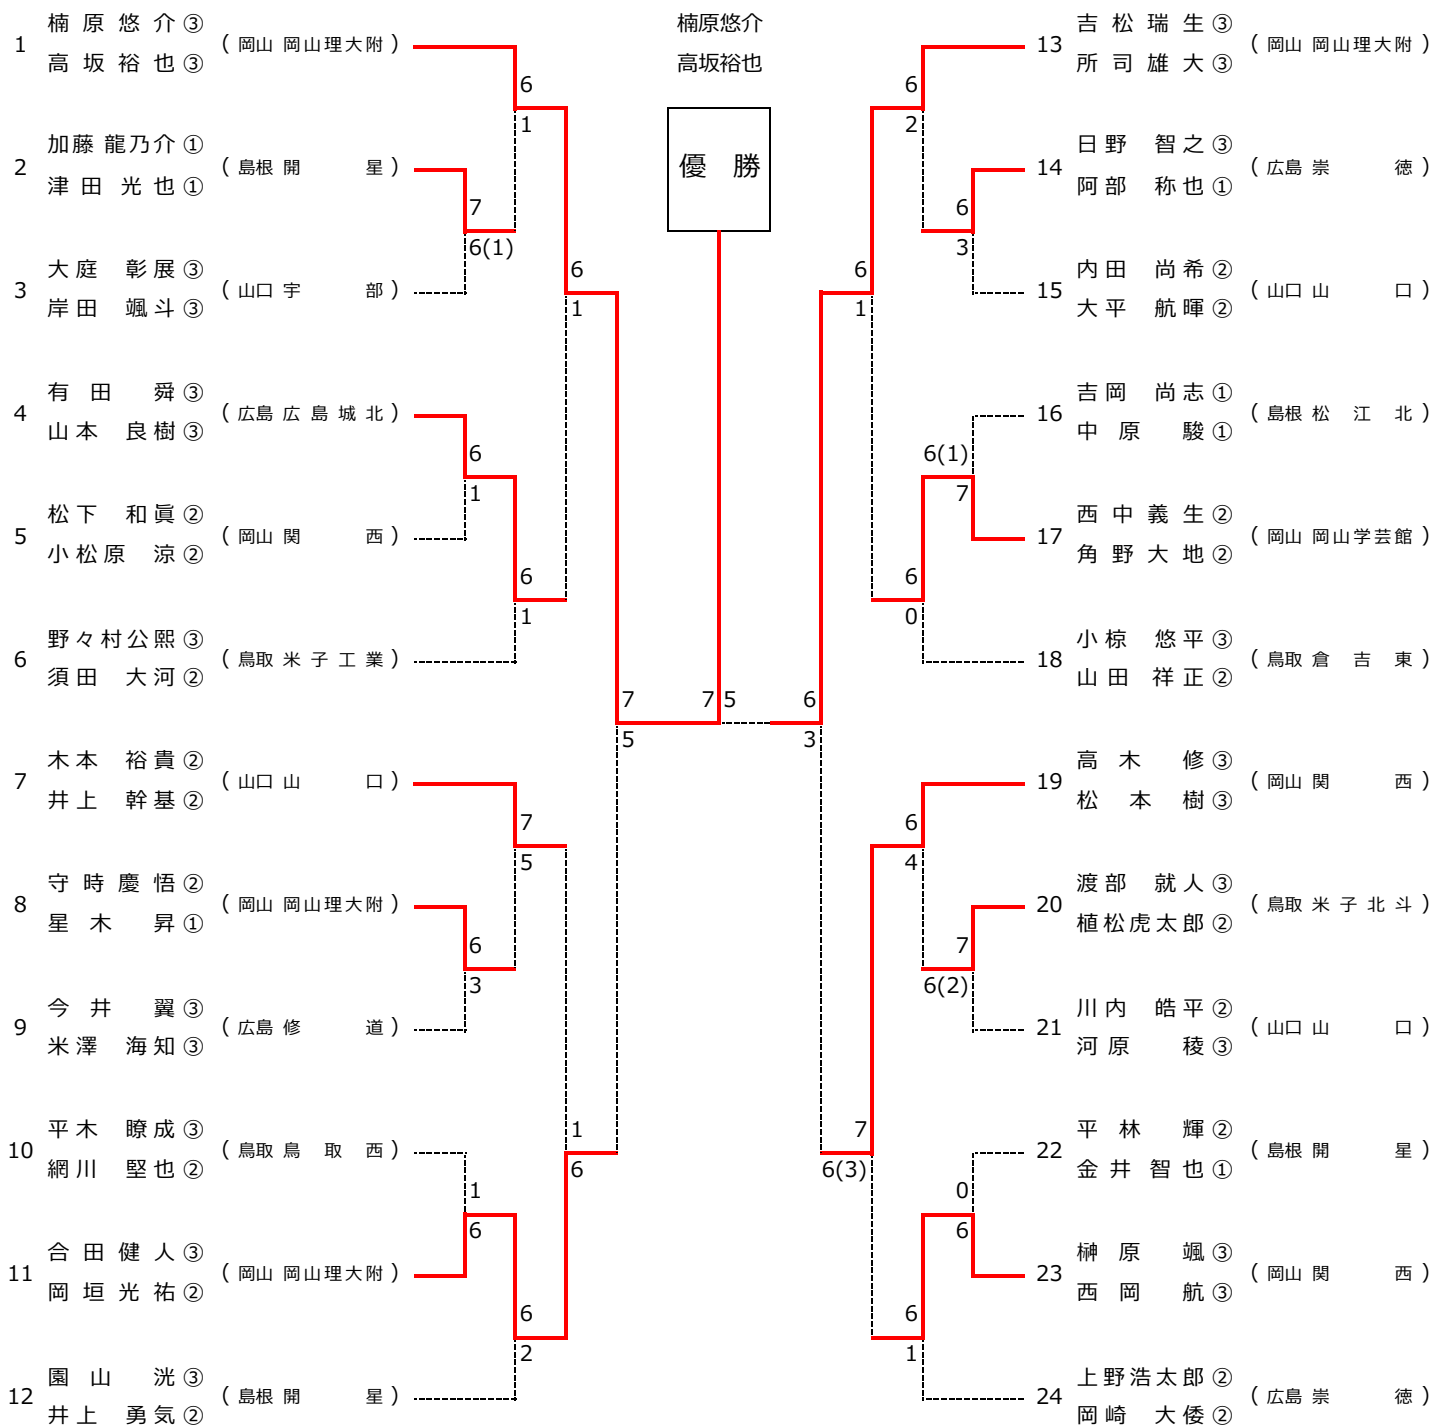 楠原悠介
高坂裕也
優勝
1 楠原悠介③ 高坂裕也③ (岡山 岡山理大附)
6
1
2 加藤龍乃介① 津田光也① (島根 開星)
7
6(1)
3 大庭彰展③ 岸田颯斗③ (山口 宇部)
6
1
4 有田舜③ 山本良樹③ (広島 広島城北)
6
1
5 松下和眞② 小松原涼② (岡山 関西)
6
1
6 野々村公熙③ 須田大河② (鳥取 米子工業)
7
5
7 木本裕貴② 井上幹基② (山口 山口)
7
5
8 守時慶悟② 星木昇① (岡山 岡山理大附)
6
3
9 今井翼③ 米澤海知③ (広島 修道)
1
6
10 平木瞭成③ 網川堅也② (鳥取 鳥取西)
1
6
11 合田健人③ 岡垣光祐② (岡山 岡山理大附)
6
2
12 園山洸③ 井上勇気② (島根 開星)
7 5
13 吉松瑞生③ 所司雄大③ (岡山 岡山理大附)
6
2
14 日野智之③ 阿部称也① (広島 崇徳)
6
3
15 内田尚希② 大平航暉② (山口 山口)
6
1
16 吉岡尚志① 中原駿① (島根 松江北)
6(1)
7
17 西中義生② 角野大地② (岡山 岡山学芸館)
6
0
18 小椋悠平③ 山田祥正② (鳥取 倉吉東)
6
3
19 高木修③ 松本樹③ (岡山 関西)
6
4
20 渡部就人③ 植松虎太郎② (鳥取 米子北斗)
7
6(2)
21 川内皓平② 河原稜③ (山口 山口)
7
6(3)
22 平林輝② 金井智也① (島根 開星)
0
6
23 榊原颯③ 西岡航③ (岡山 関西)
6
1
24 上野浩太郎② 岡崎大倭② (広島 崇徳)